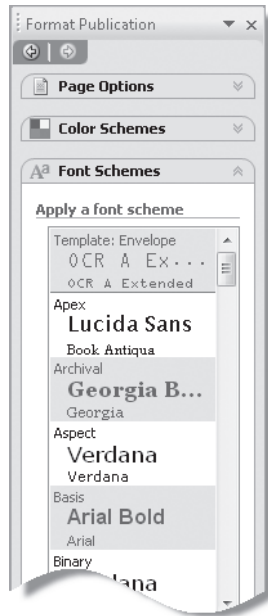 Format Publication
Page Options
Color Schemes
Aa Font Schemes
Apply a font scheme
Template: Envelope
OCR A Ex...
OCR A Extended
Apex
Lucida Sans
Book Antiqua
Archival
Georgia B...
Georgia
Aspect
Verdana
Verdana
Basis
Arial Bold
Arial
Binary